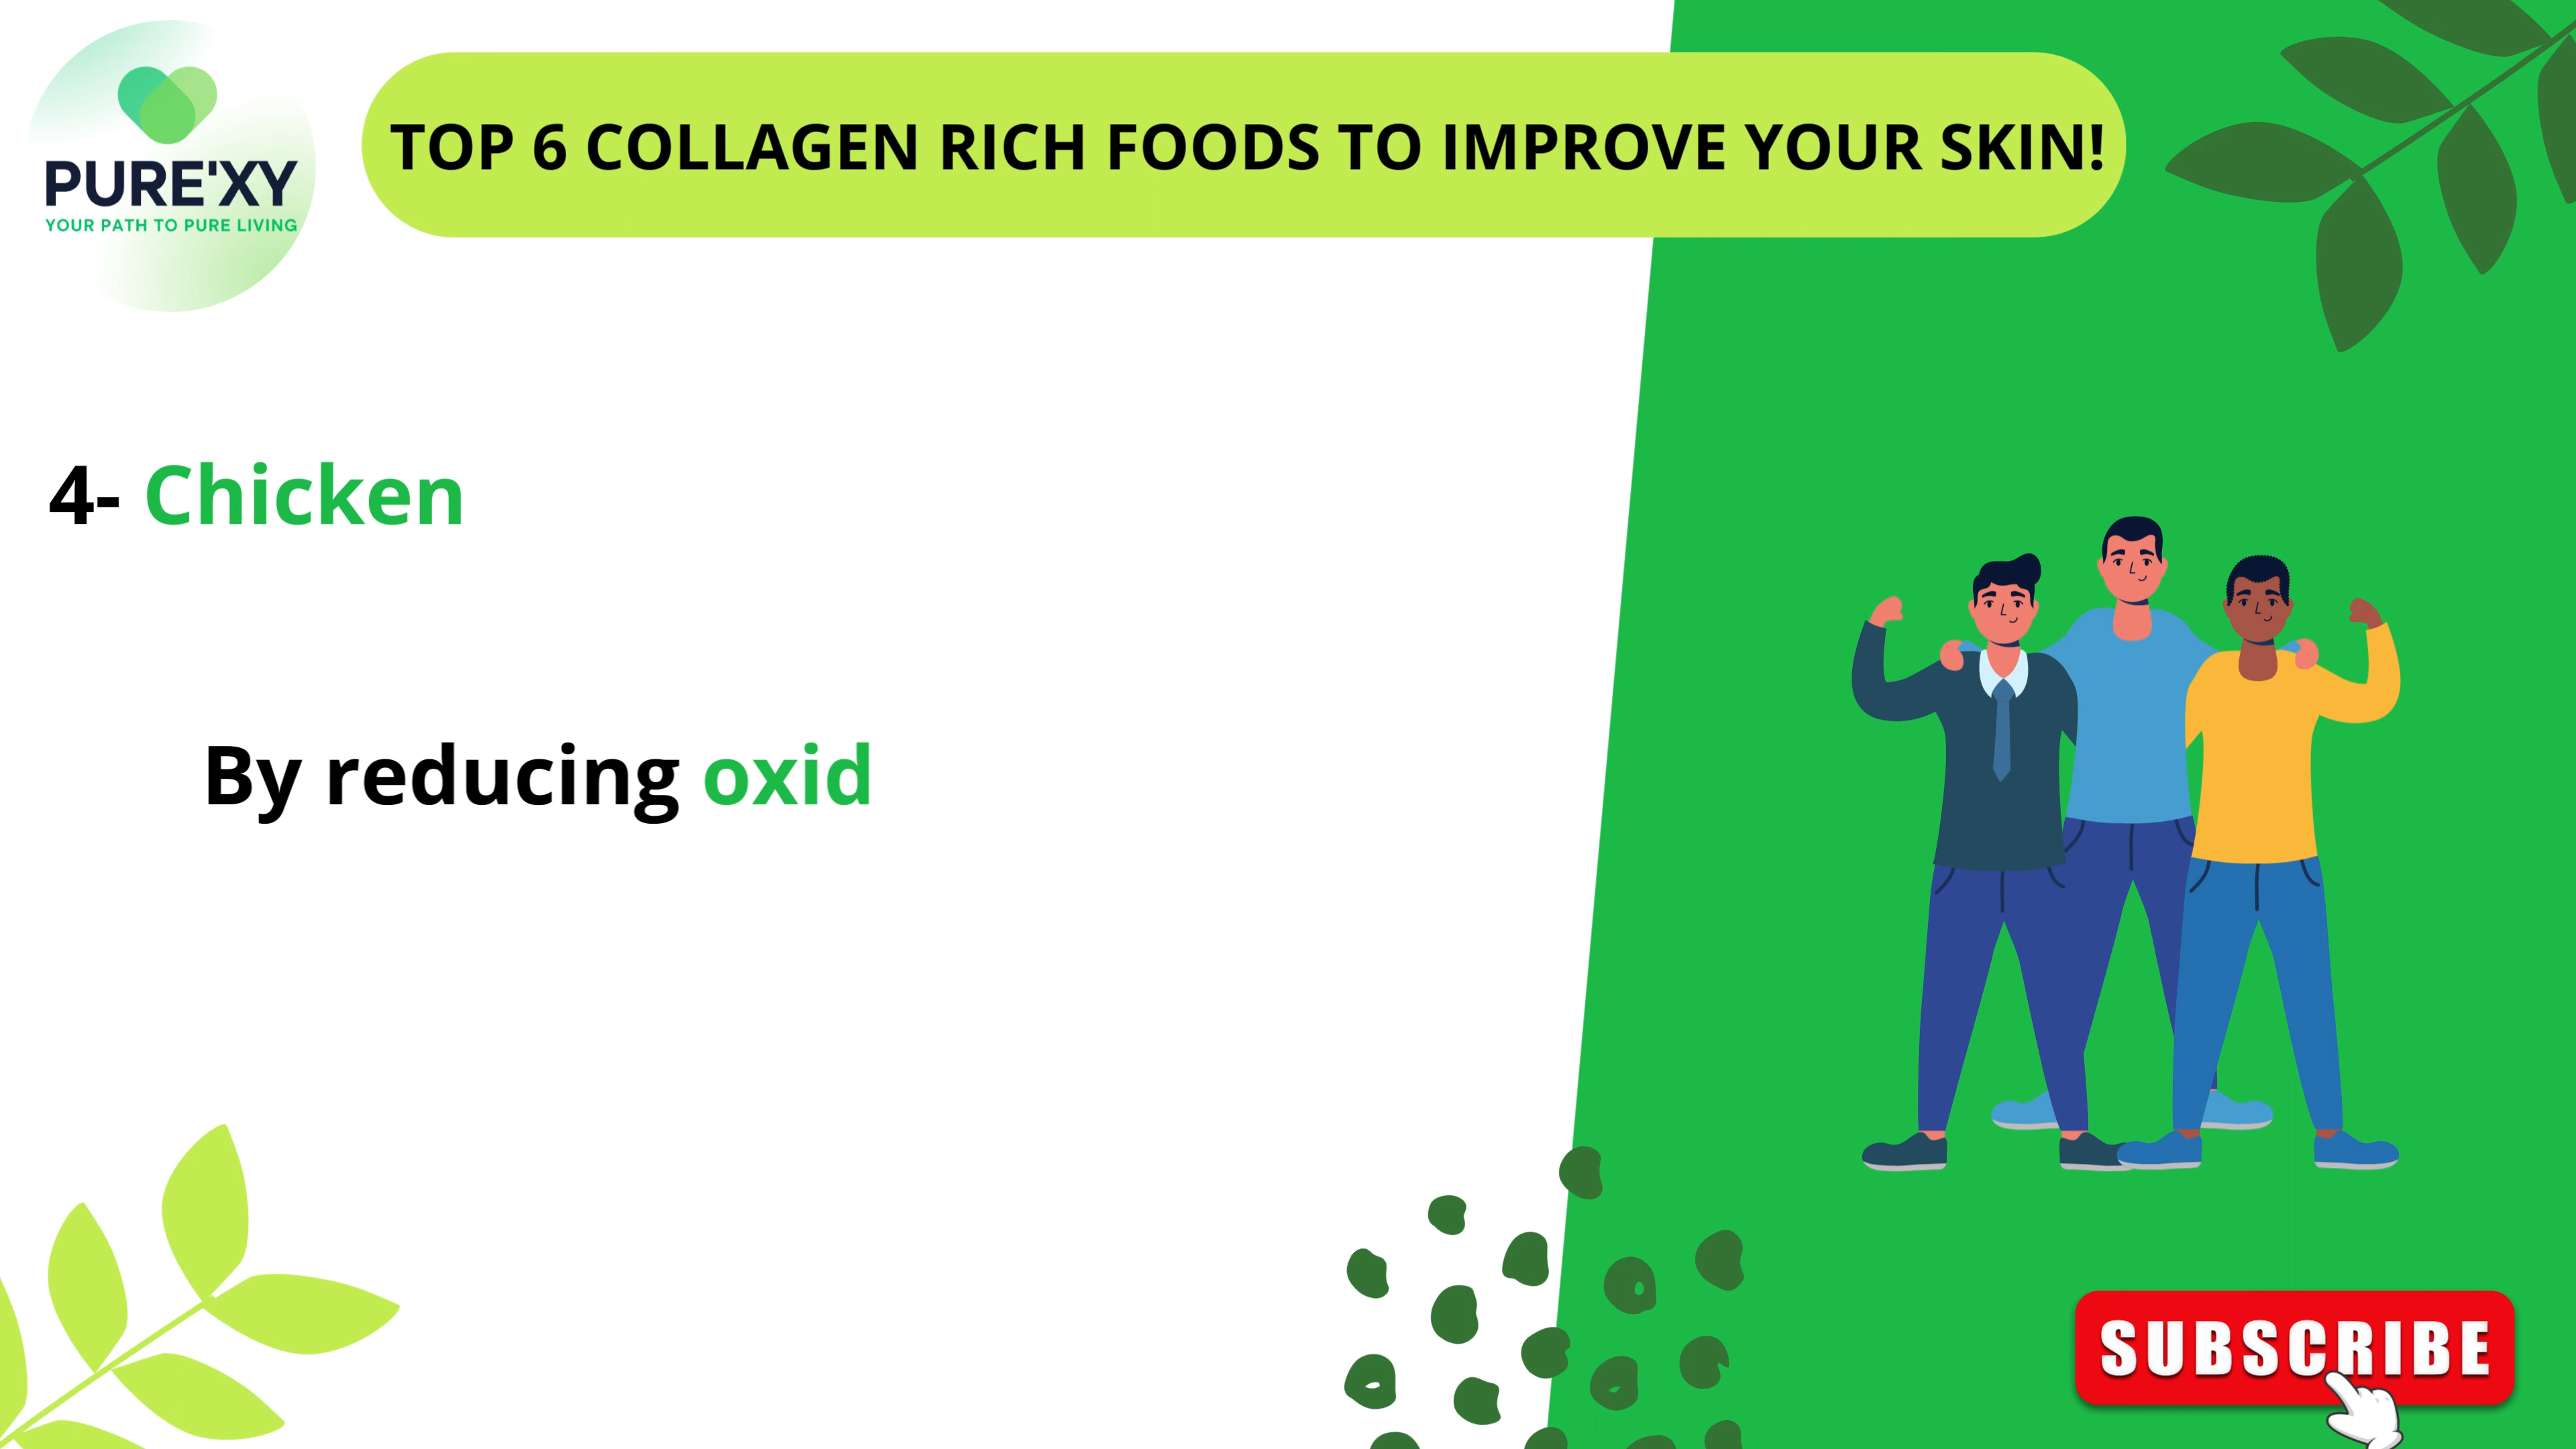 PURE'XY
YOUR PATH TO PURE LIVING
TOP 6 COLLAGEN RICH FOODS TO IMPROVE YOUR SKIN!
4- Chicken
By reducing oxid
SUBSCRIBE